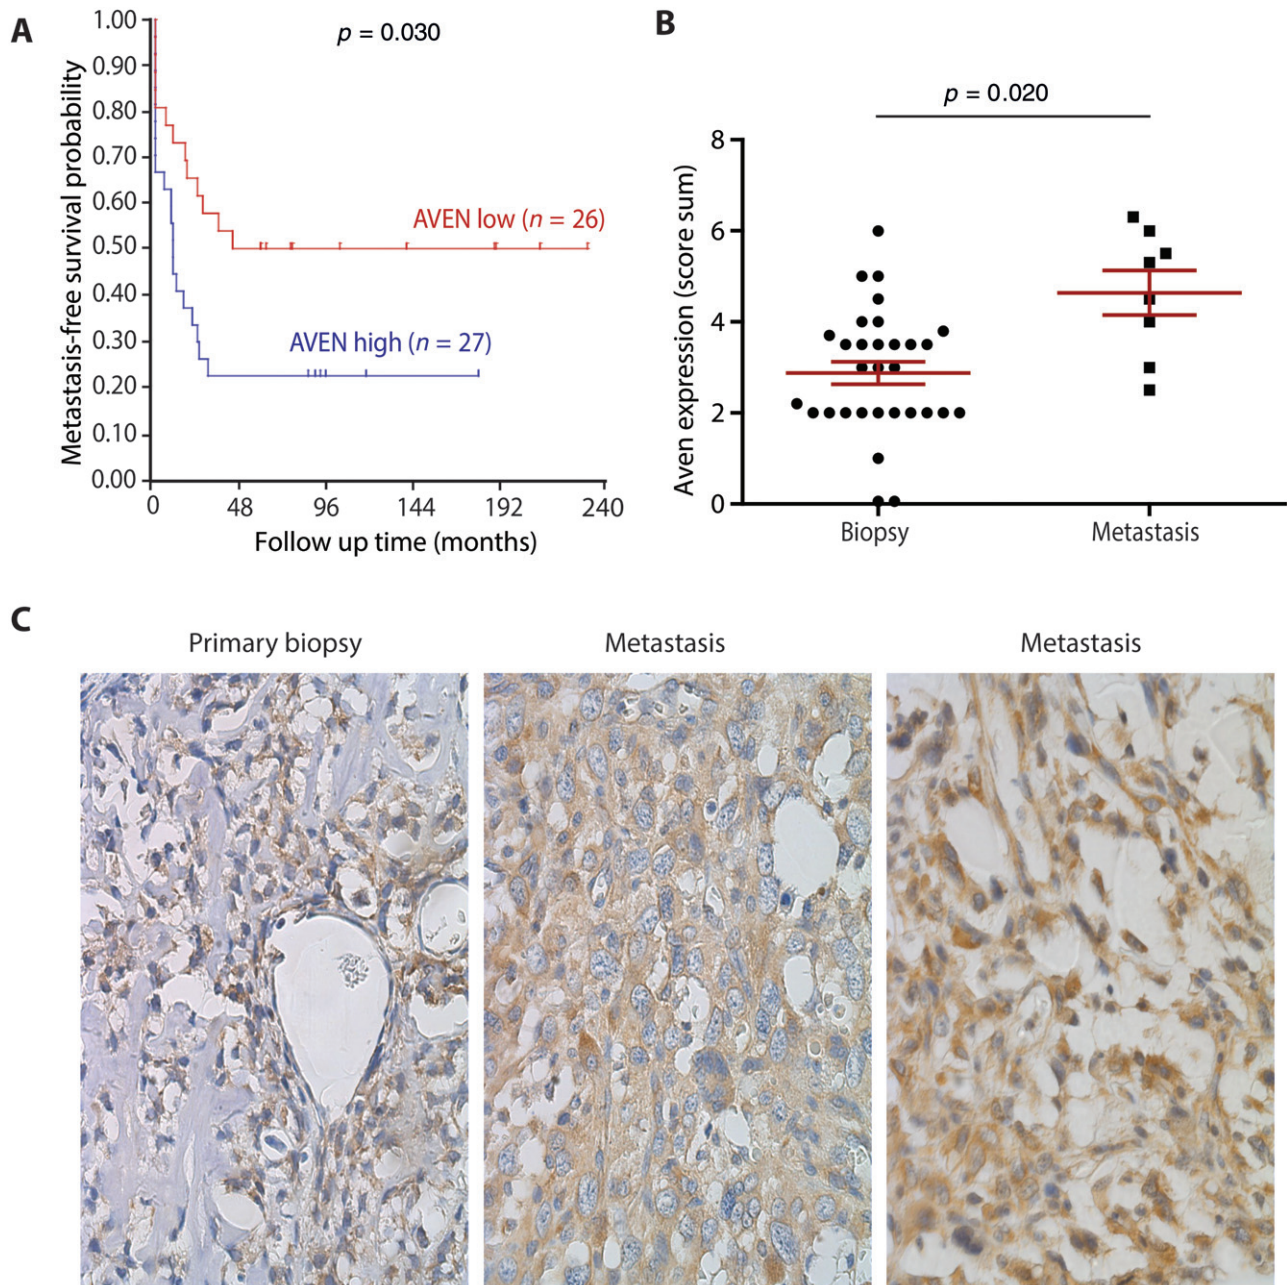 A
p = 0.030
Metastasis-free survival probability
1.00
0.90
0.80
0.70
0.60
0.50
0.40
0.30
0.20
0.10
0.00
AVEN low (n = 26)
AVEN high (n = 27)
0 48 96 144 192 240
Follow up time (months)
B
p = 0.020
Aven expression (score sum)
8
6
4
2
0
Biopsy Metastasis
C
Primary biopsy Metastasis Metastasis